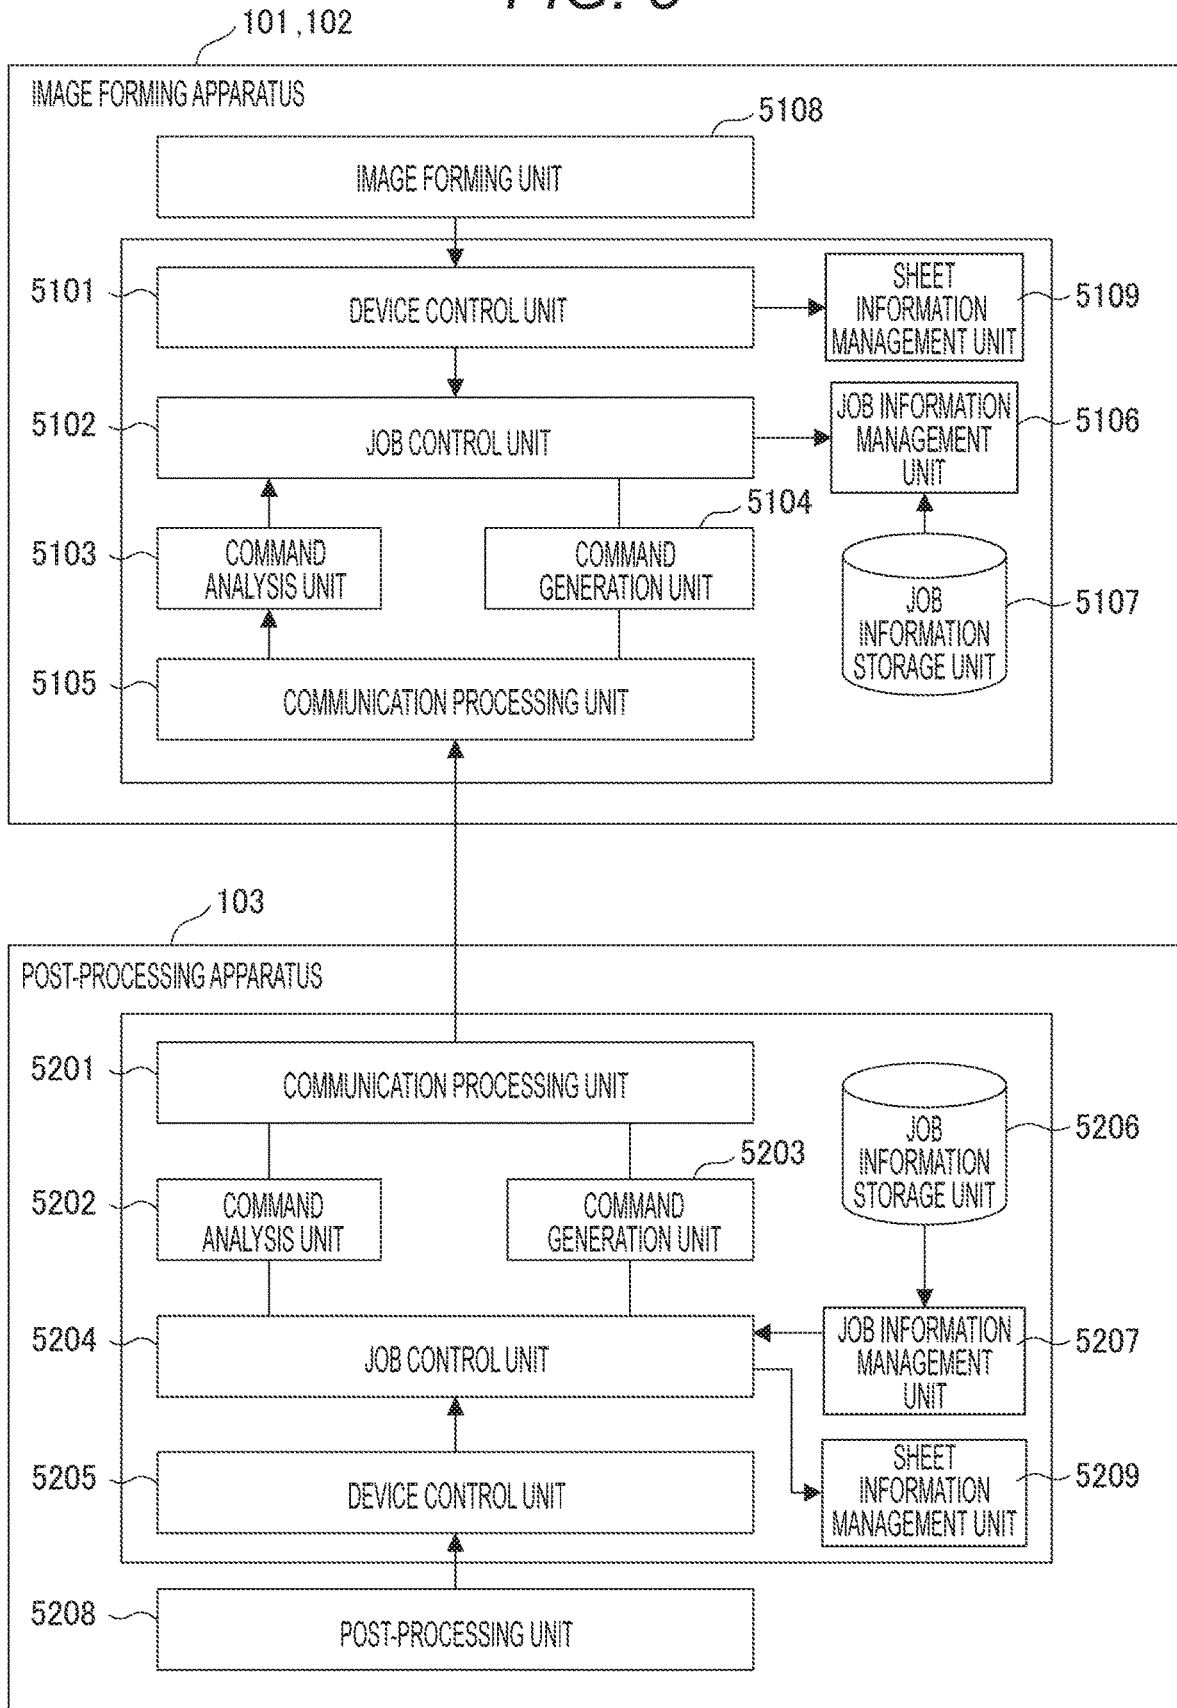 101,102
IMAGE FORMING APPARATUS
5108
IMAGE FORMING UNIT
5101
DEVICE CONTROL UNIT
SHEET
INFORMATION
MANAGEMENT UNIT
5109
5102
JOB CONTROL UNIT
JOB INFORMATION
MANAGEMENT
UNIT
5106
5103
COMMAND
ANALYSIS UNIT
5104
COMMAND
GENERATION UNIT
JOB
INFORMATION
STORAGE UNIT
5107
5105
COMMUNICATION PROCESSING UNIT
103
POST-PROCESSING APPARATUS
5201
COMMUNICATION PROCESSING UNIT
JOB
INFORMATION
STORAGE UNIT
5206
5202
COMMAND
ANALYSIS UNIT
5203
COMMAND
GENERATION UNIT
5204
JOB CONTROL UNIT
JOB INFORMATION
MANAGEMENT
UNIT
5207
5205
DEVICE CONTROL UNIT
SHEET
INFORMATION
MANAGEMENT UNIT
5209
5208
POST-PROCESSING UNIT